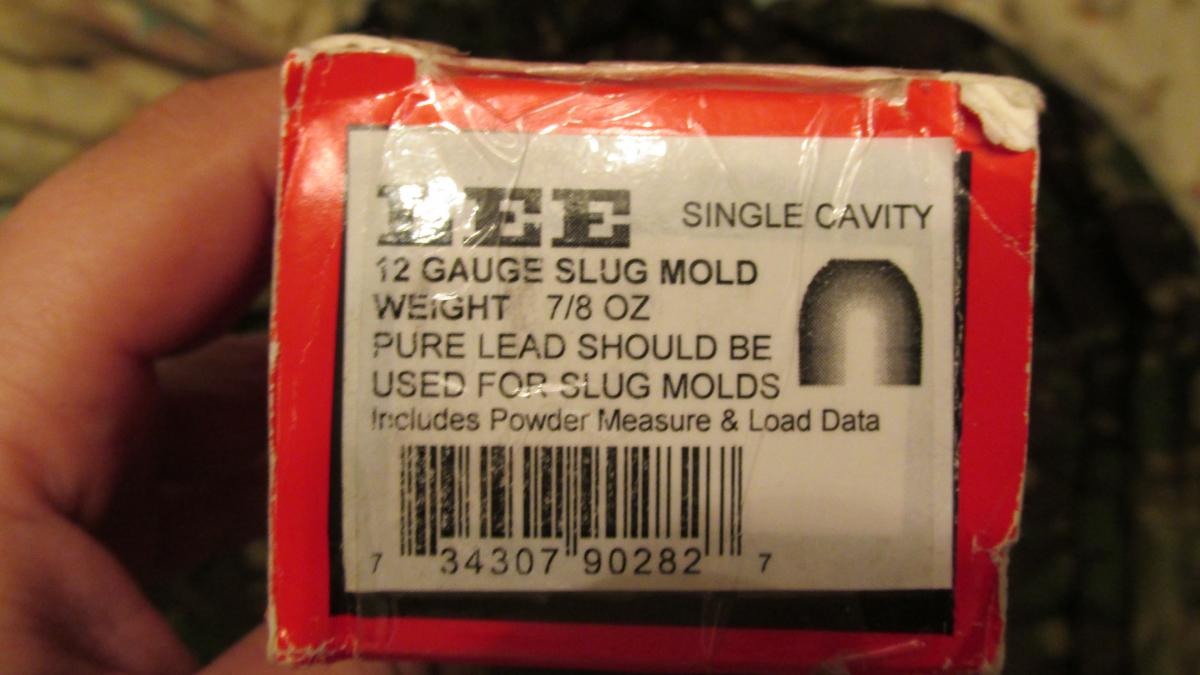 LEE
SINGLE CAVITY
12 GAUGE SLUG MOLD
WEIGHT 7/8 OZ
PURE LEAD SHOULD BE
USED FOR SLUG MOLDS
Includes Powder Measure & Load Data
7 34307 90282 7